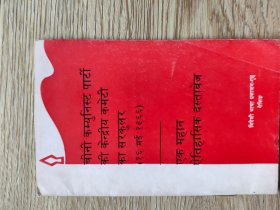 चीनी कम्युनिस्ट पार्टी
की केन्द्रीय कमेटी
का सरकुलर
(१६ मई १९६६)
एक महान
ऐतिहासिक दस्तावेज
विदेशी भाषा प्रकाशन-गृह
पेकिङ